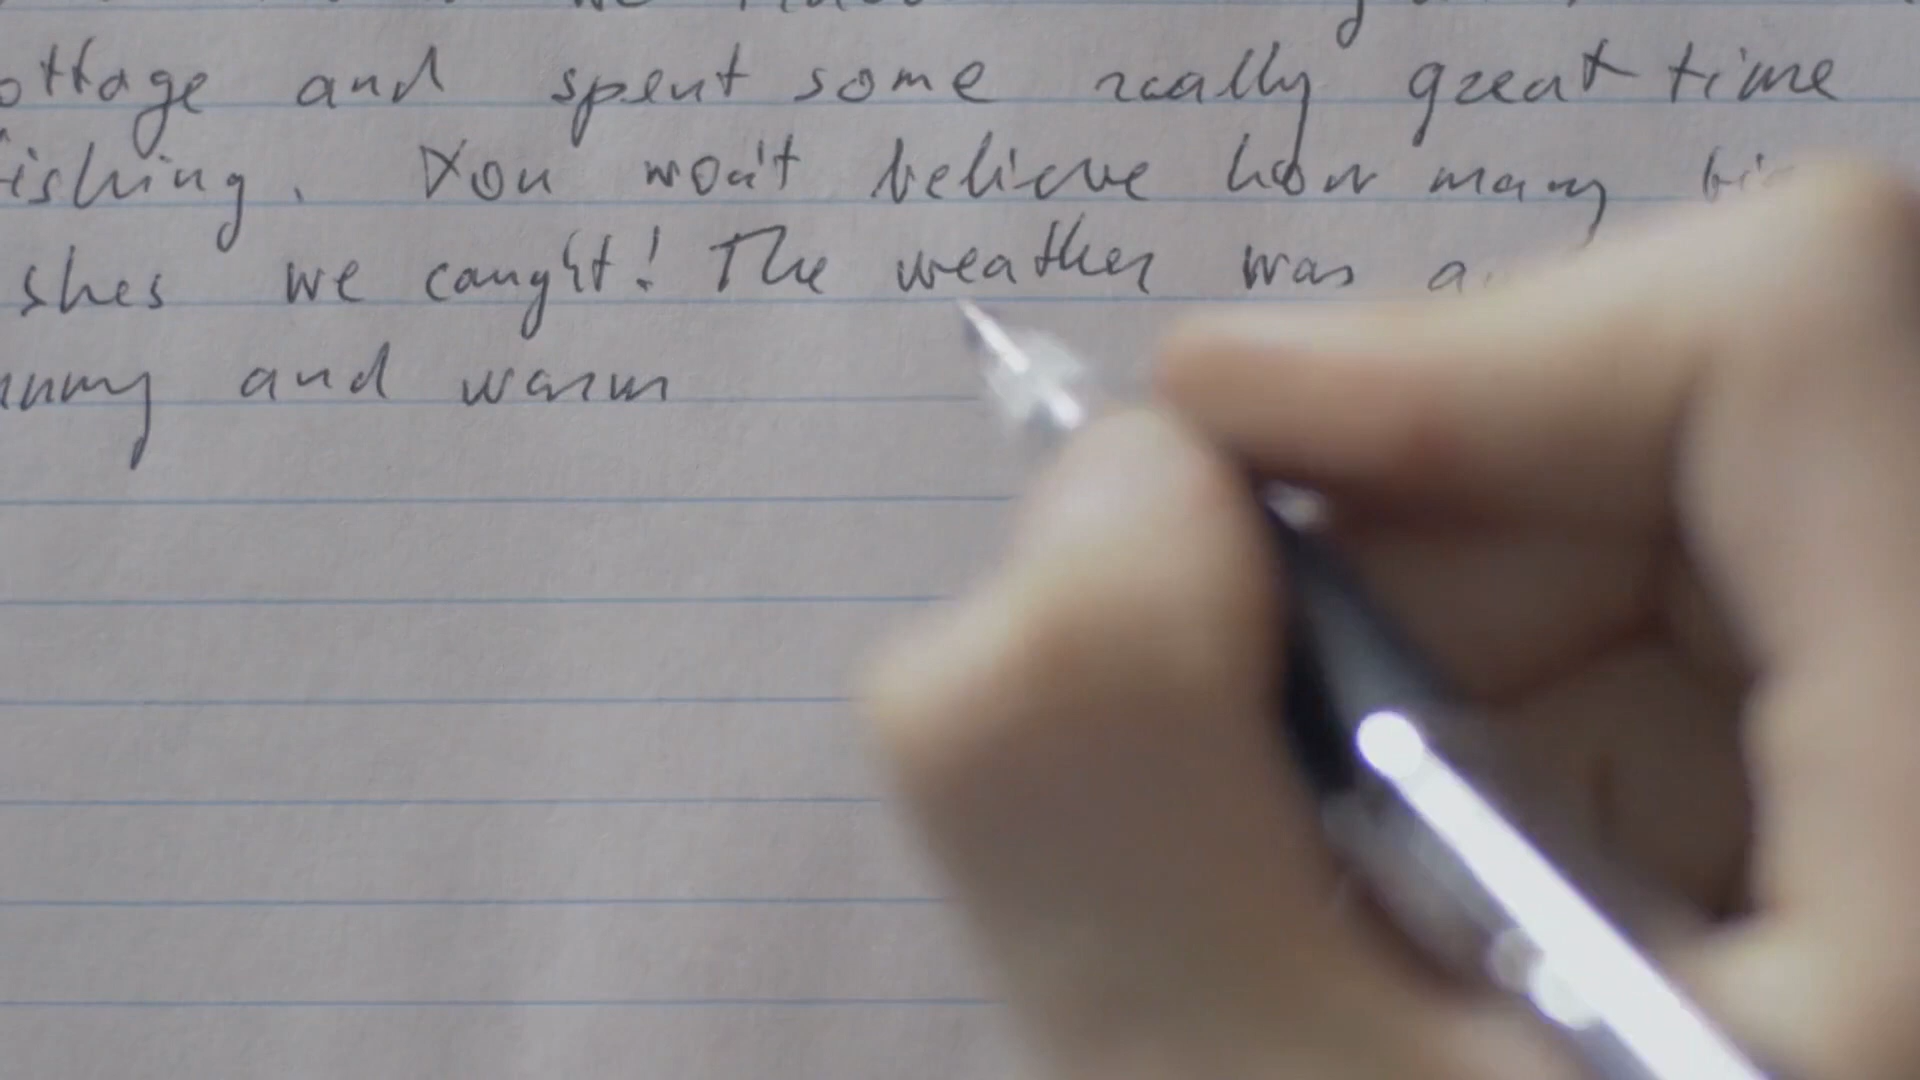 ottage and spent some really great time
ishing. You won't believe how many
shes we caught! The weather was
unny and warm